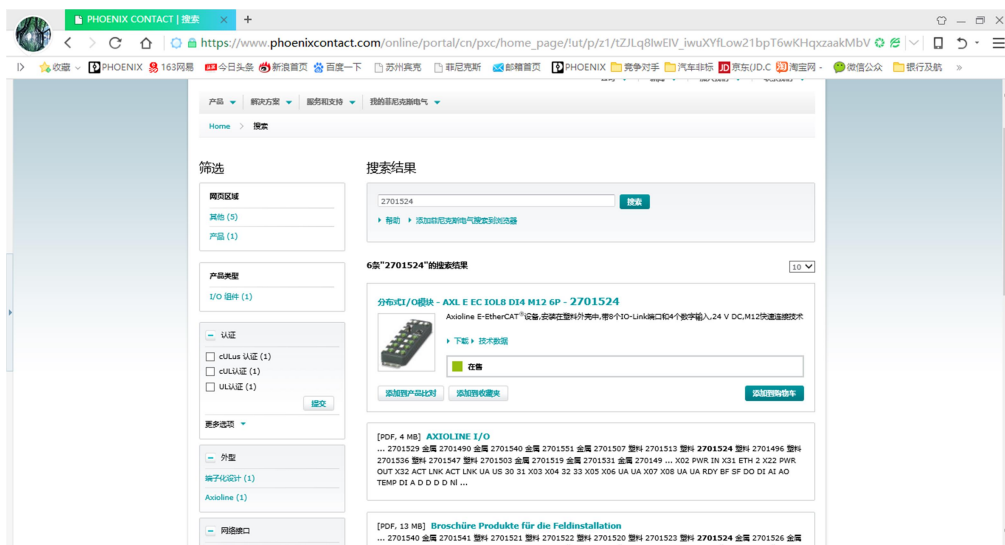 PHOENIX CONTACT | 搜索
https://www.phoenixcontact.com/online/portal/cn/pxc/home_page/!ut/p/z1/tZJLq8IwEIV_iwuXYfLow21bpT6wKHqxzaakMbV
收藏 PHOENIX 163网易 今日头条 新浪首页 百度一下 苏州宾克 菲尼克斯 邮箱首页 PHOENIX 竞争对手 汽车非标 京东(JD.C 淘宝网 - 微信公众 银行及航 »
产品 解决方案 服务和支持 我的菲尼克斯电气
Home > 搜索
筛选
网页区域
其他 (5)
产品 (1)
产品类型
I/O 组件 (1)
认证
cULus 认证 (1)
cUL认证 (1)
UL认证 (1)
提交
更多选项
外型
端子化设计 (1)
Axioline (1)
网络接口
搜索结果
2701524 搜索
帮助 添加菲尼克斯电气搜索到浏览器
6条"2701524"的搜索结果 10
分布式I/O模块 - AXL E EC IOL8 DI4 M12 6P - 2701524
Axioline E-EtherCAT®设备,安装在塑料外壳中,带8个IO-Link端口和4个数字输入,24 V DC,M12快速连接技术
下载 技术数据
在售
添加到产品比对 添加到收藏夹 添加到购物车
[PDF, 4 MB] AXIOLINE I/O
... 2701529 金属 2701490 金属 2701540 金属 2701551 金属 2701507 塑料 2701513 塑料 2701524 塑料 2701496 塑料
2701536 塑料 2701547 塑料 2701503 金属 2701519 金属 2701531 金属 270149 ... X02 PWR IN X31 ETH 2 X22 PWR
OUT X32 ACT LNK ACT LNK UA US 30 31 X03 X04 32 33 X05 X06 UA UA X07 X08 UA UA RDY BF SF DO DI AI AO
TEMP DI A D D D D NI ...
[PDF, 13 MB] Broschüre Produkte für die Feldinstallation
... 2701540 金属 2701541 塑料 2701521 塑料 2701522 塑料 2701520 塑料 2701523 塑料 2701524 金属 2701526 金属